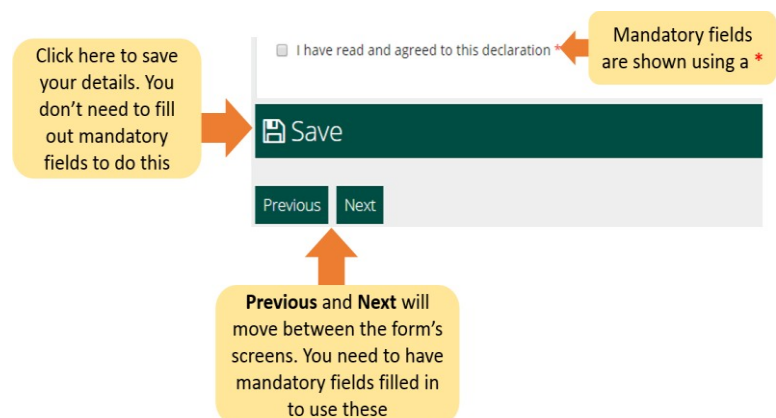 Click here to save
your details. You
don’t need to fill
out mandatory
fields to do this
I have read and agreed to this declaration *
Mandatory fields
are shown using a *
Save
Previous
Next
Previous and Next will
move between the form’s
screens. You need to have
mandatory fields filled in
to use these